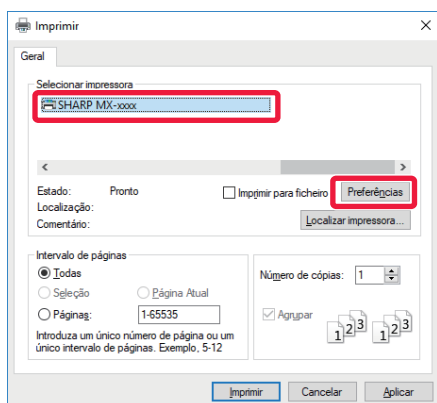 Imprimir
Geral
Selecionar impressora
SHARP MX-xxxx
Estado: Pronto
Imprimir para ficheiro
Preferências
Localização:
Comentário:
Localizar impressora...
Intervalo de páginas
Todas
Seleção
Página Atual
Páginas:
1-65535
Introduza um único número de página ou um
único intervalo de páginas. Exemplo, 5-12
Número de cópias: 1
Agrupar
1 2 3
1 2 3
Imprimir
Cancelar
Aplicar